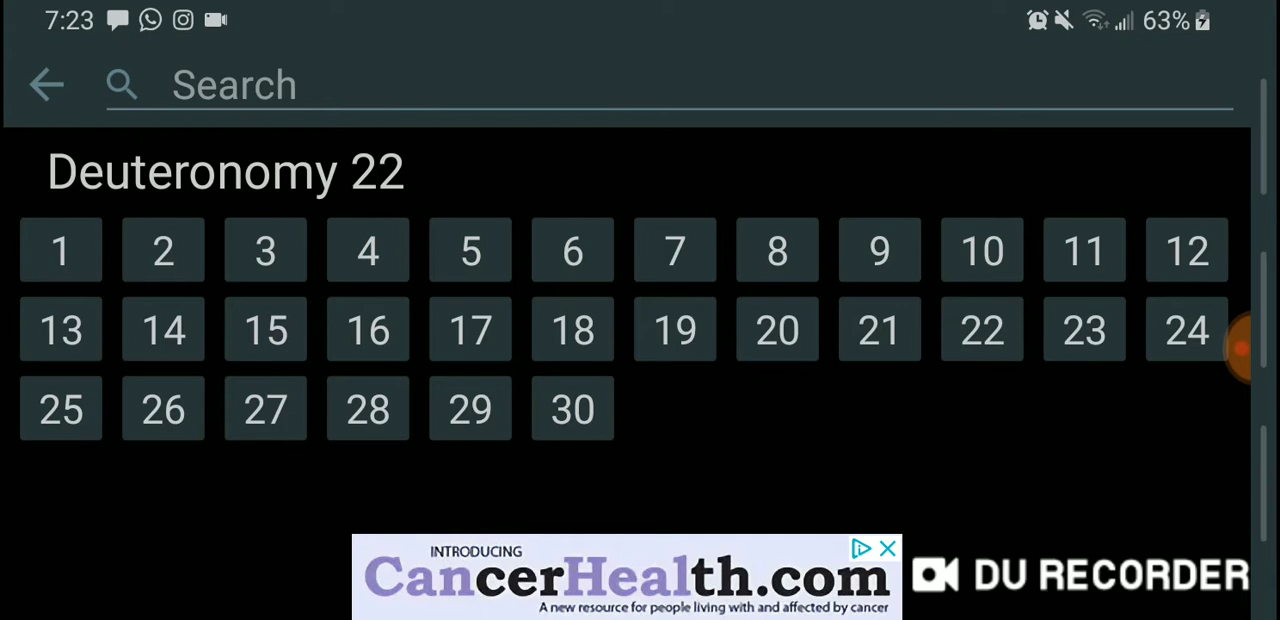 7:23 63%
Search
Deuteronomy 22
1 2 3 4 5 6 7 8 9 10 11 12
13 14 15 16 17 18 19 20 21 22 23 24
25 26 27 28 29 30
INTRODUCING
CancerHealth.com
A new resource for people living with and affected by cancer
DU RECORDER